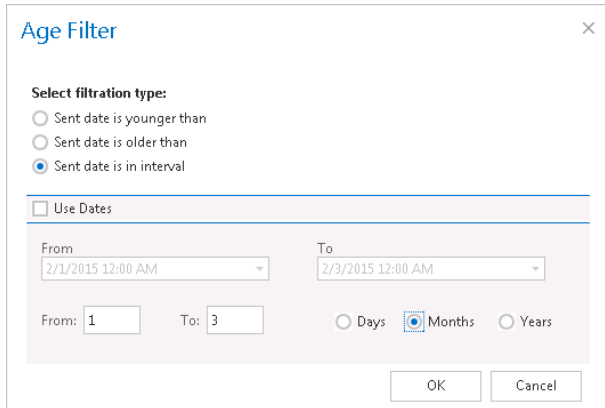 Age Filter
Select filtration type:
Sent date is younger than
Sent date is older than
Sent date is in interval
Use Dates
From To
2/1/2015 12:00 AM 2/3/2015 12:00 AM
From: 1 To: 3 Days Months Years
OK Cancel